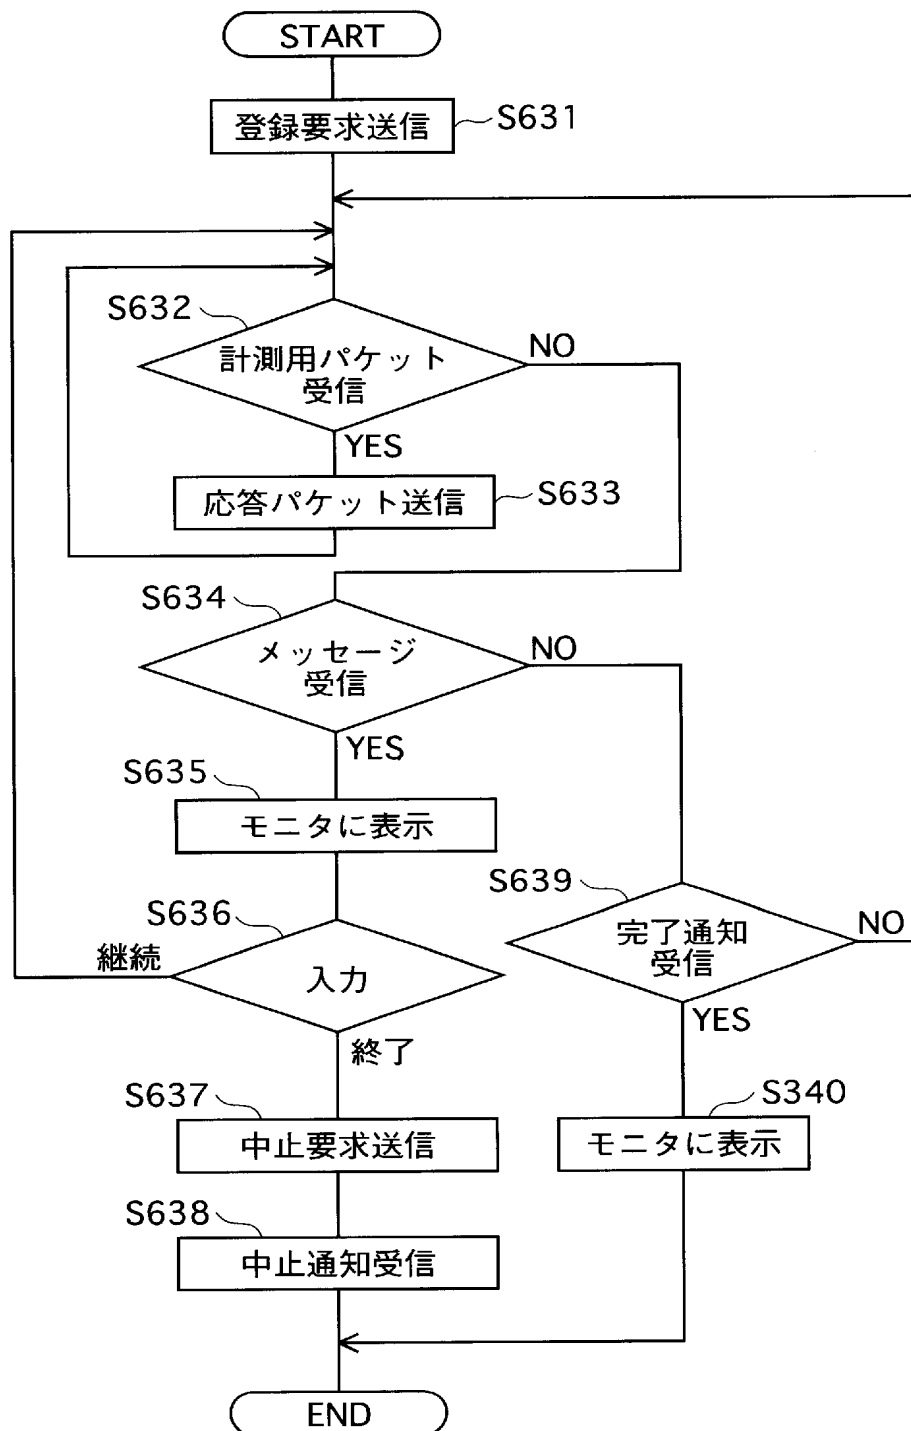 START
登録要求送信
S631
S632
計測用パケット
受信
NO
YES
応答パケット送信
S633
S634
メッセージ
受信
NO
YES
S635
モニタに表示
S636
継続
入力
終了
S639
完了通知
受信
NO
YES
S637
中止要求送信
S340
モニタに表示
S638
中止通知受信
END